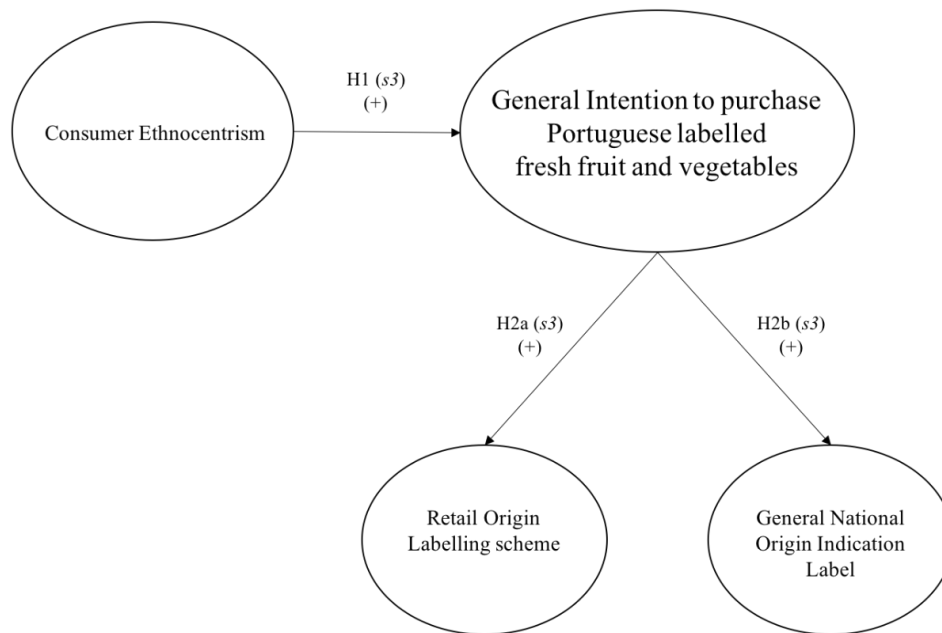 H1 (s3)
(+)
Consumer Ethnocentrism
General Intention to purchase
Portuguese labelled
fresh fruit and vegetables
H2a (s3)
(+)
H2b (s3)
(+)
Retail Origin
Labelling scheme
General National
Origin Indication
Label